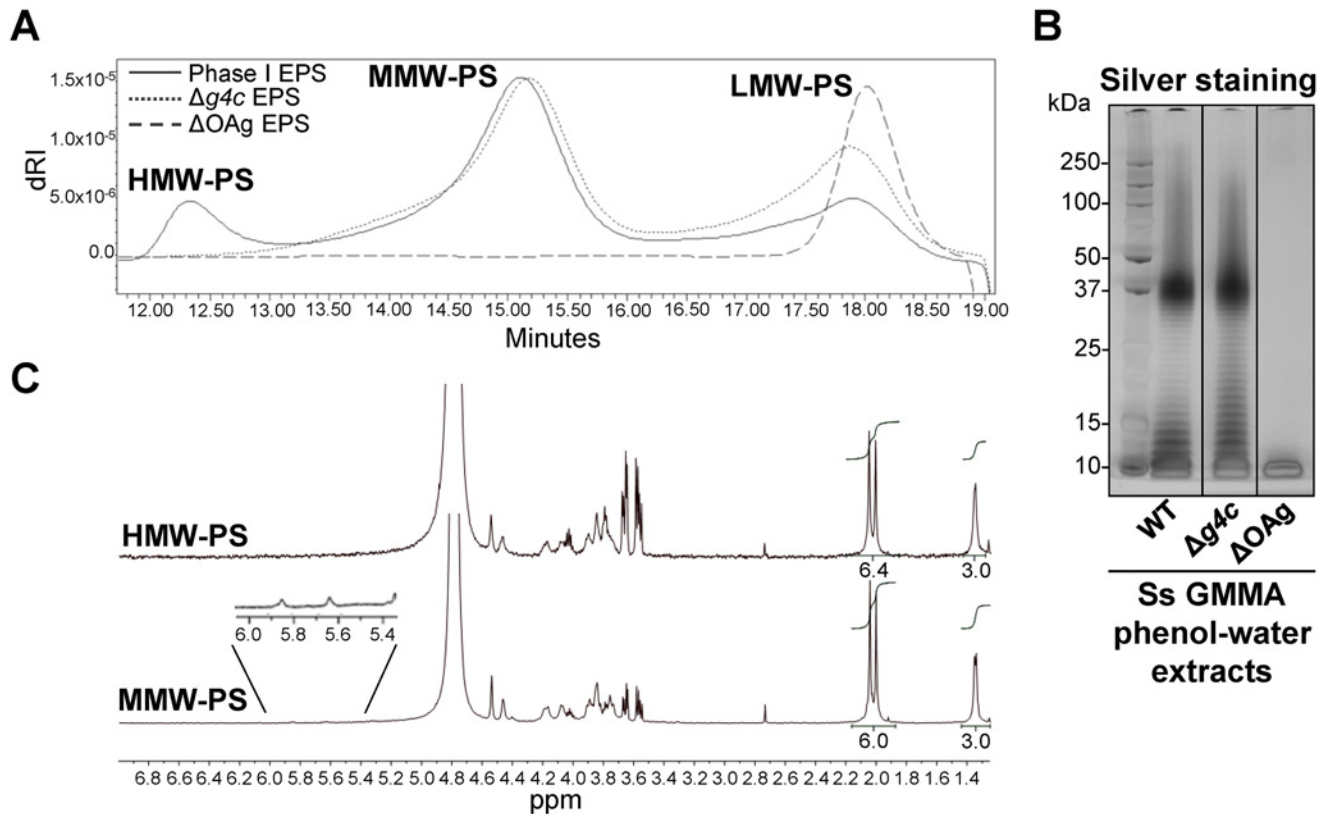 A
Phase I EPS
Δg4c EPS
ΔOAg EPS
HMW-PS
MMW-PS
LMW-PS
dRI
1.5x10⁻⁵
1.0x10⁻⁵
5.0x10⁻⁶
0.0
12.00 12.50 13.00 13.50 14.00 14.50 15.00 15.50 16.00 16.50 17.00 17.50 18.00 18.50 19.00
Minutes
B
Silver staining
kDa
250
100
50
37
25
15
10
WT Δg4c ΔOAg
Ss GMMA
phenol-water
extracts
C
HMW-PS
6.4 3.0
6.0 5.8 5.6 5.4
MMW-PS
6.0 3.0
6.8 6.6 6.4 6.2 6.0 5.8 5.6 5.4 5.2 5.0 4.8 4.6 4.4 4.2 4.0 3.8 3.6 3.4 3.2 3.0 2.8 2.6 2.4 2.2 2.0 1.8 1.6 1.4
ppm